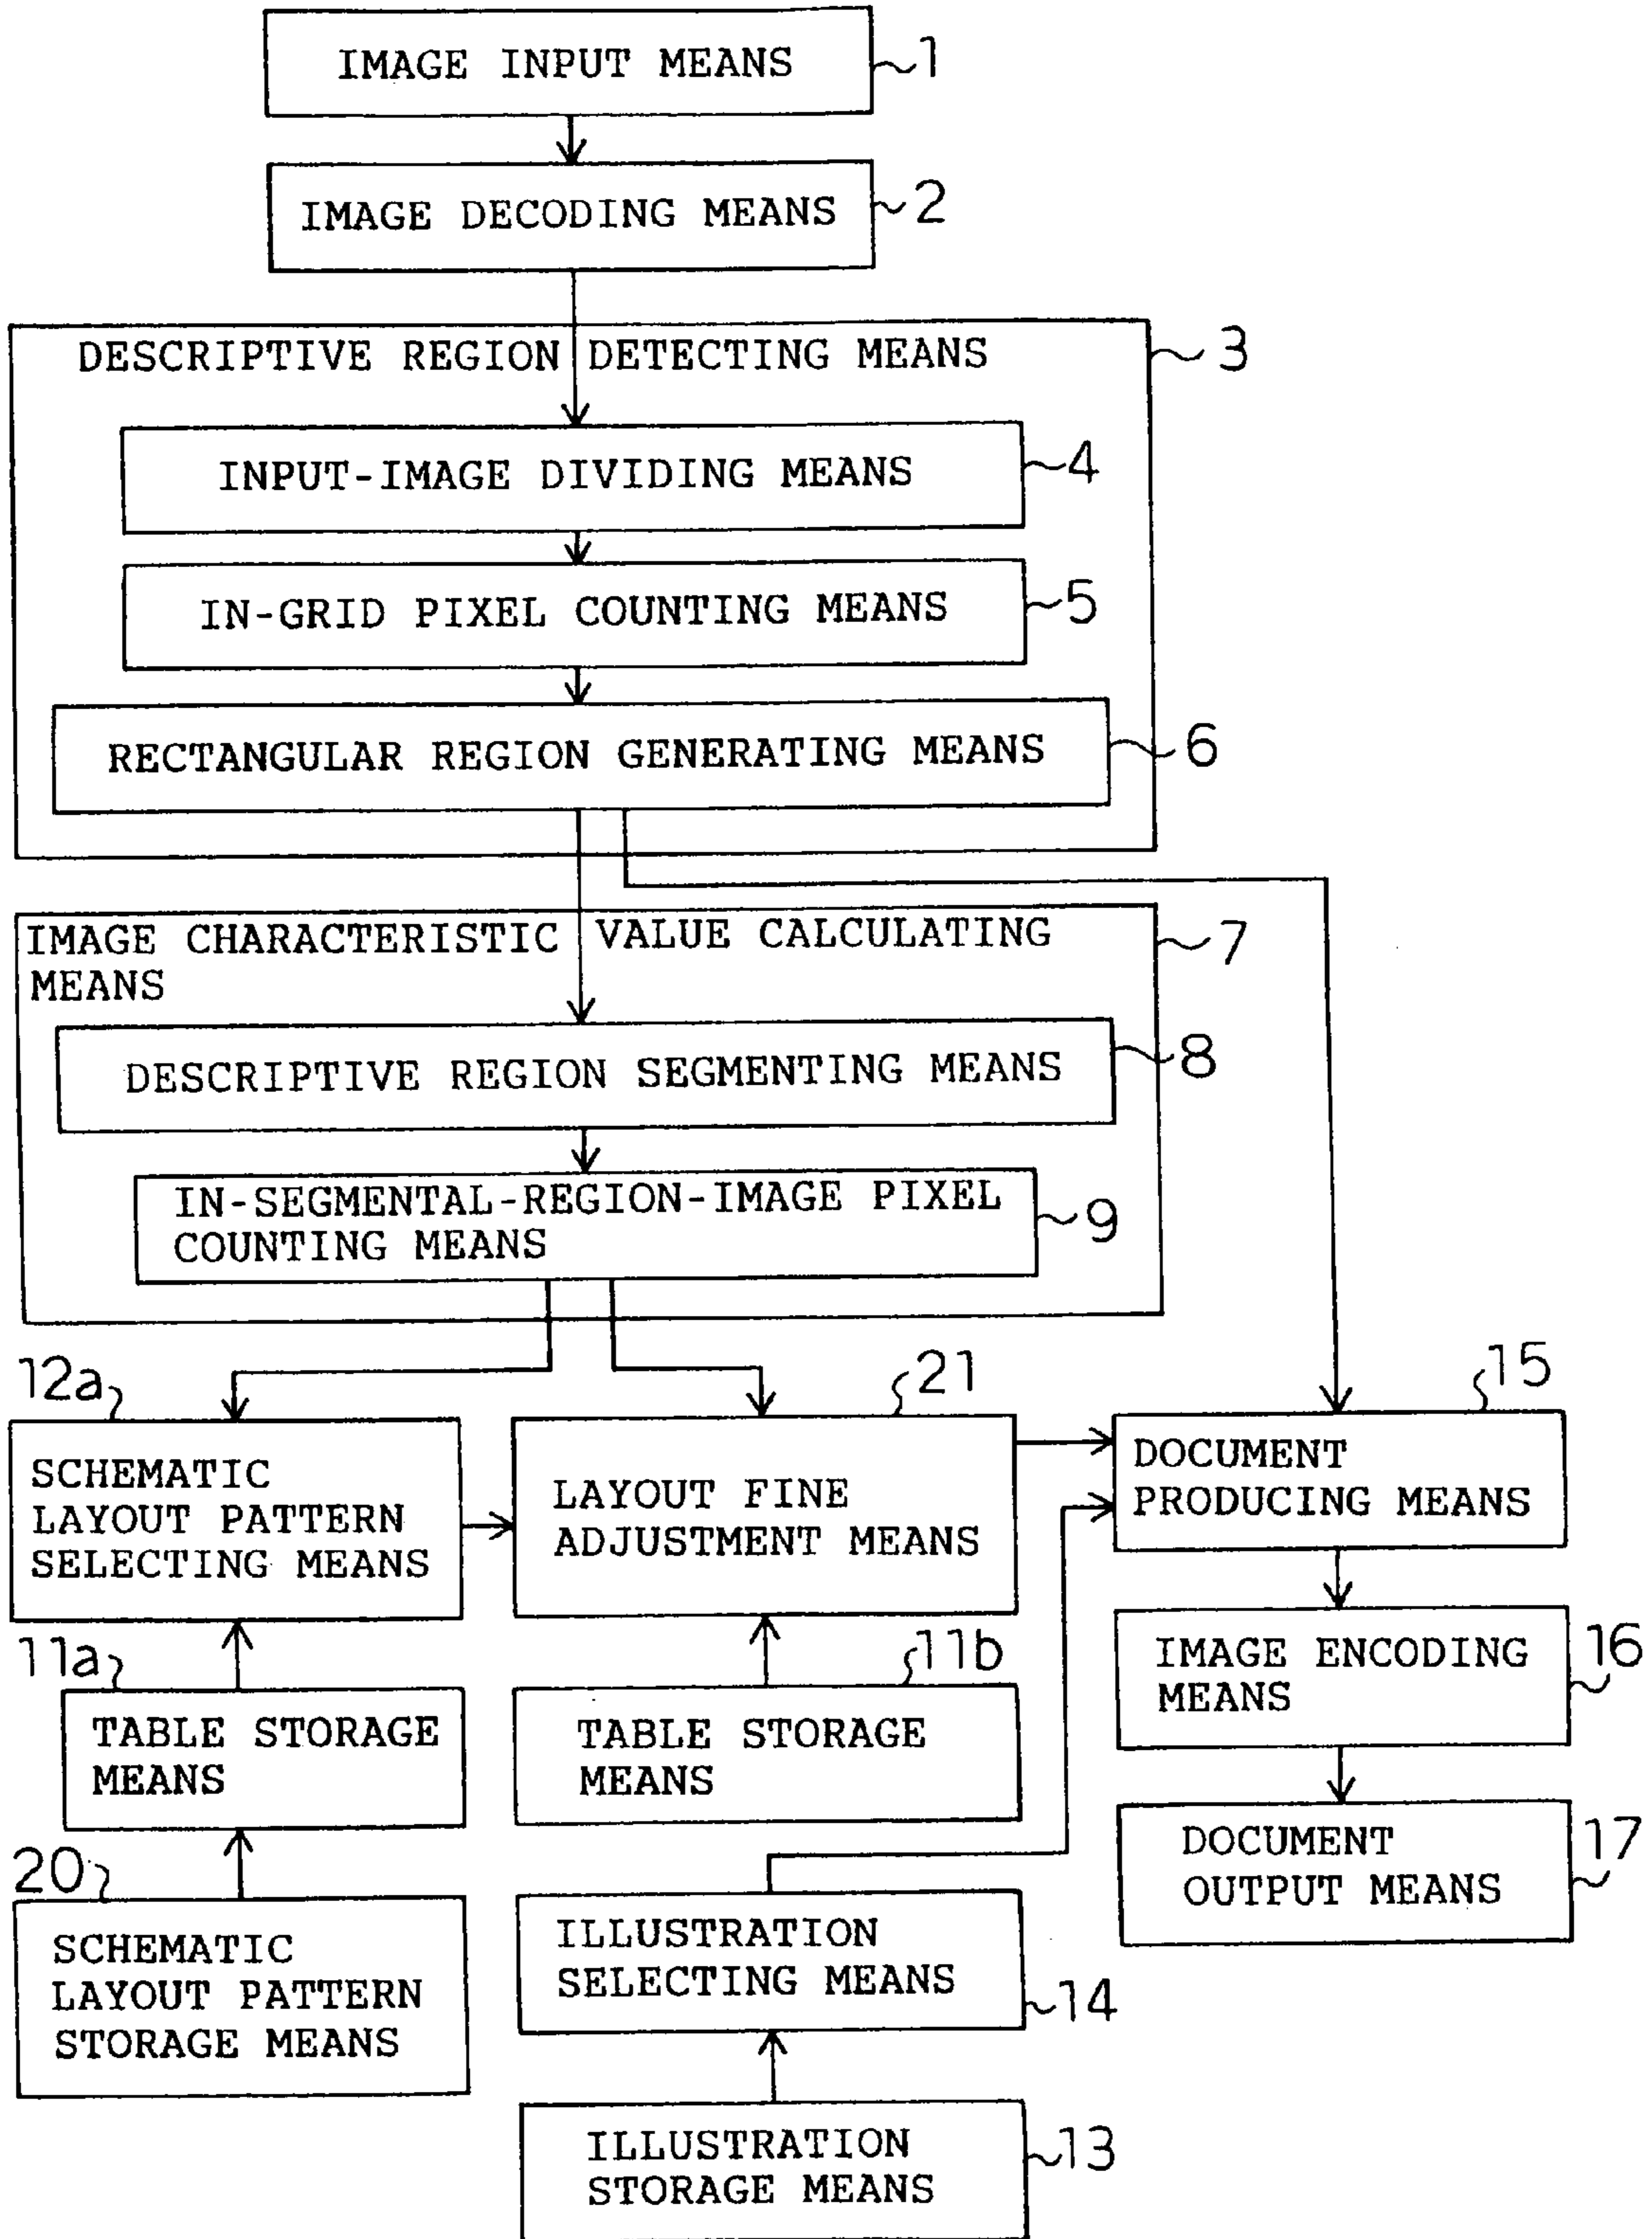 IMAGE INPUT MEANS
1
IMAGE DECODING MEANS
2
DESCRIPTIVE REGION DETECTING MEANS
3
INPUT-IMAGE DIVIDING MEANS
4
IN-GRID PIXEL COUNTING MEANS
5
RECTANGULAR REGION GENERATING MEANS
6
IMAGE CHARACTERISTIC VALUE CALCULATING
MEANS
7
DESCRIPTIVE REGION SEGMENTING MEANS
8
IN-SEGMENTAL-REGION-IMAGE PIXEL
COUNTING MEANS
9
12a
SCHEMATIC
LAYOUT PATTERN
SELECTING MEANS
21
LAYOUT FINE
ADJUSTMENT MEANS
15
DOCUMENT
PRODUCING MEANS
11a
TABLE STORAGE
MEANS
11b
TABLE STORAGE
MEANS
IMAGE ENCODING
MEANS
16
20
SCHEMATIC
LAYOUT PATTERN
STORAGE MEANS
ILLUSTRATION
SELECTING MEANS
14
DOCUMENT
OUTPUT MEANS
17
ILLUSTRATION
STORAGE MEANS
13